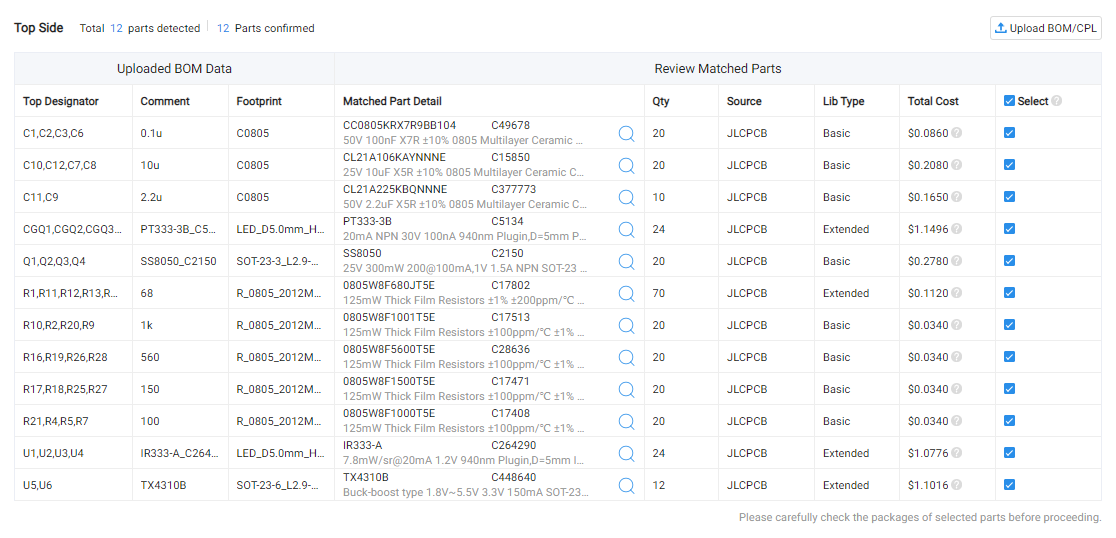 Top Side Total 12 parts detected 12 Parts confirmed Upload BOM/CPL
Uploaded BOM Data Review Matched Parts
Top Designator Comment Footprint Matched Part Detail Qty Source Lib Type Total Cost Select
C1,C2,C3,C6 0.1u C0805 CC0805KRX7R9BB104 C49678 20 JLCPCB Basic $0.0860
50V 100nF X7R ±10% 0805 Multilayer Ceramic ...
C10,C12,C7,C8 10u C0805 CL21A106KAYNNNE C15850 20 JLCPCB Basic $0.2080
25V 10uF X5R ±10% 0805 Multilayer Ceramic C...
C11,C9 2.2u C0805 CL21A225KBQNNNE C377773 10 JLCPCB Basic $0.1650
50V 2.2uF X5R ±10% 0805 Multilayer Ceramic C...
CGQ1,CGQ2,CGQ3... PT333-3B_C5... LED_D5.0mm_H... PT333-3B C5134 24 JLCPCB Extended $1.1496
20mA NPN 30V 100nA 940nm Plugin,D=5mm P...
Q1,Q2,Q3,Q4 SS8050_C2150 SOT-23-3_L2.9-... SS8050 C2150 20 JLCPCB Basic $0.2780
25V 300mW 200@100mA,1V 1.5A NPN SOT-23 ...
R1,R11,R12,R13,R... 68 R_0805_2012M... 0805W8F680JT5E C17802 70 JLCPCB Extended $0.1120
125mW Thick Film Resistors ±1% ±200ppm/℃ ...
R10,R2,R20,R9 1k R_0805_2012M... 0805W8F1001T5E C17513 20 JLCPCB Basic $0.0340
125mW Thick Film Resistors ±100ppm/℃ ±1% ...
R16,R19,R26,R28 560 R_0805_2012M... 0805W8F5600T5E C28636 20 JLCPCB Basic $0.0340
125mW Thick Film Resistors ±100ppm/℃ ±1% ...
R17,R18,R25,R27 150 R_0805_2012M... 0805W8F1500T5E C17471 20 JLCPCB Basic $0.0340
125mW Thick Film Resistors ±100ppm/℃ ±1% ...
R21,R4,R5,R7 100 R_0805_2012M... 0805W8F1000T5E C17408 20 JLCPCB Basic $0.0340
125mW Thick Film Resistors ±100ppm/℃ ±1% ...
U1,U2,U3,U4 IR333-A_C264... LED_D5.0mm_H... IR333-A C264290 24 JLCPCB Extended $1.0776
7.8mW/sr@20mA 1.2V 940nm Plugin,D=5mm I...
U5,U6 TX4310B SOT-23-6_L2.9-... TX4310B C448640 12 JLCPCB Extended $1.1016
Buck-boost type 1.8V~5.5V 3.3V 150mA SOT-23...
Please carefully check the packages of selected parts before proceeding.